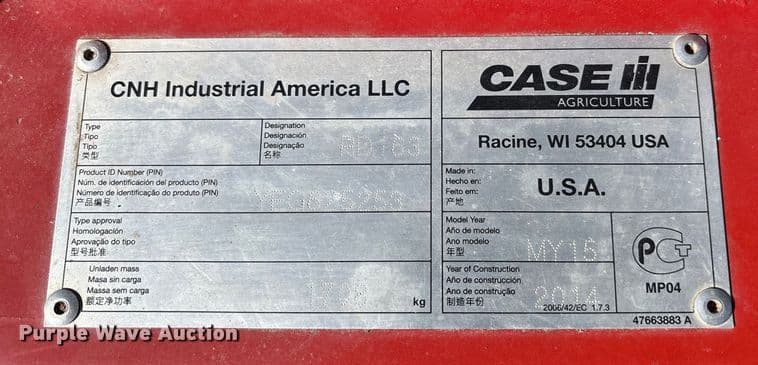 CNH Industrial America LLC
CASE IH
AGRICULTURE
Racine, WI 53404 USA
Type
Tipo
Tipo
类型
Designation
Designación
Designação
名称
Product ID Number (PIN)
Núm. de identificación del producto (PIN)
Número de identificação do produto (PIN)
产品编号
Made in:
Hecho en:
Feito em:
产地
U.S.A.
Type approval
Homologación
Aprovação do tipo
型号批准
Model Year
Año de modelo
Ano modelo
年型
MY15
Unladen mass
Masa sin carga
Massa sem carga
额定净功率
kg
Year of Construction
Año de construcción
Ano de construção
制造年份
2014
2006/42/EC 1.7.3
PCT
MP04
47663883 A
Purple Wave Auction